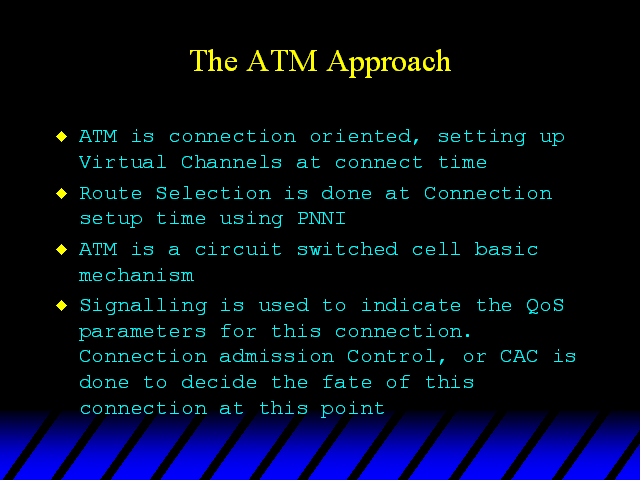 The ATM Approach
ATM is connection oriented, setting up
Virtual Channels at connect time
Route Selection is done at Connection
setup time using PNNI
ATM is a circuit switched cell basic
mechanism
Signalling is used to indicate the QoS
parameters for this connection.
Connection admission Control, or CAC is
done to decide the fate of this
connection at this point